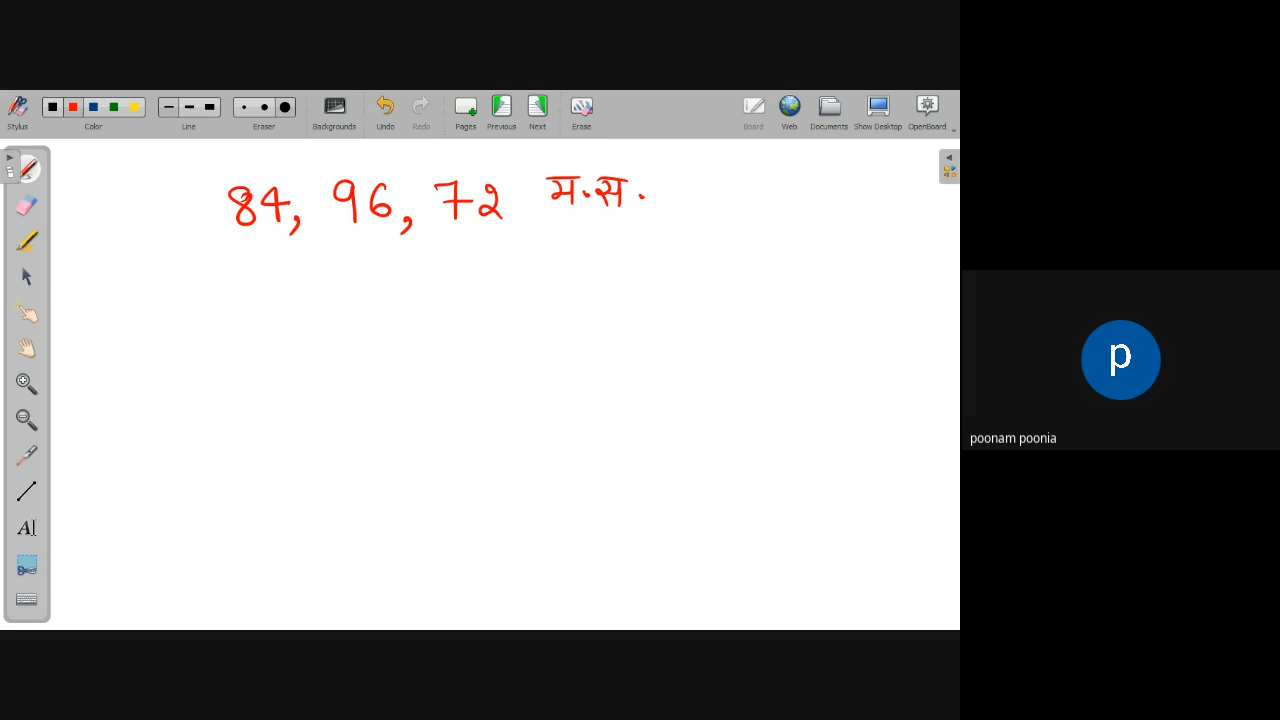 Stylus Color Line Eraser Backgrounds Undo Redo Pages Previous Next Erase Board Web Documents Show Desktop OpenBoard
84, 96, 72 म.स.
p
poonam poonia